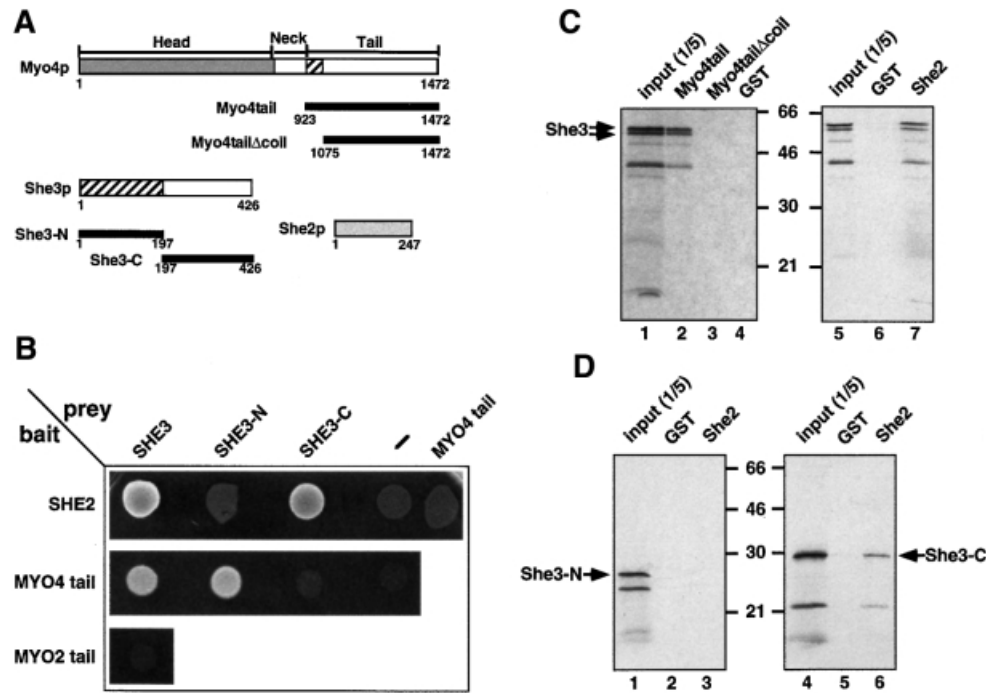 A
Head Neck Tail
Myo4p
1 1472
Myo4tail
923 1472
Myo4tailΔcoil
1075 1472
She3p
1 426
She3-N
1 197
She3-C
197 426
She2p
1 247
B
prey
bait
SHE3 SHE3-N SHE3-C – MYO4 tail
SHE2
MYO4 tail
MYO2 tail
C
input (1/5) Myo4tail Myo4tailΔcoil GST
She3
1 2 3 4
66
46
30
21
input (1/5) GST She2
5 6 7
D
input (1/5) GST She2
She3-N
1 2 3
66
46
30
21
input (1/5) GST She2
She3-C
4 5 6